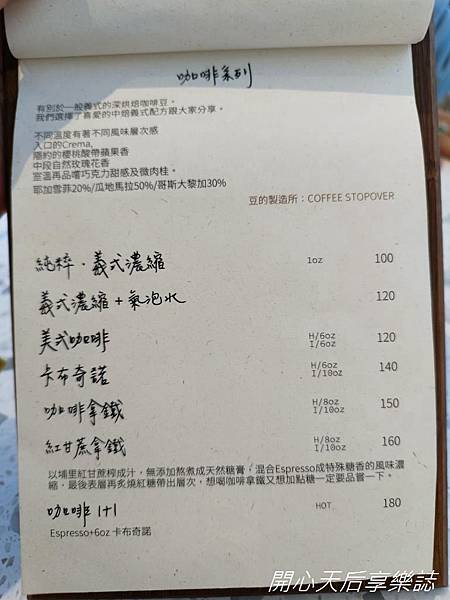 咖啡系列
有別於一般義式的深烘焙咖啡豆。
我們選擇了喜愛的中焙義式配方跟大家分享。
不同溫度有著不同風味層次感
入口的Crema,
隱約的櫻桃酸帶蘋果香
中段自然玫瑰花香
室溫再品嚐巧克力甜感及微肉桂。
耶加雪菲20%/瓜地馬拉50%/哥斯大黎加30%
豆的製造所：COFFEE STOPOVER
純粹·義式濃縮 1oz 100
義式濃縮+氣泡水 120
美式咖啡 H/6oz I/6oz 120
卡布奇諾 H/6oz I/10oz 140
咖啡拿鐵 H/8oz I/10oz 150
紅甘蔗拿鐵 H/8oz I/10oz 160
以埔里紅甘蔗榨成汁，無添加熬煮成天然糖膏，混合Espresso成特殊糖香的風味濃
縮，最後表層再炙燒紅糖帶出層次，想喝咖啡拿鐵又想加點糖一定要品嘗一下。
咖啡 1+1 HOT 180
Espresso+6oz 卡布奇諾
開心天后享樂誌